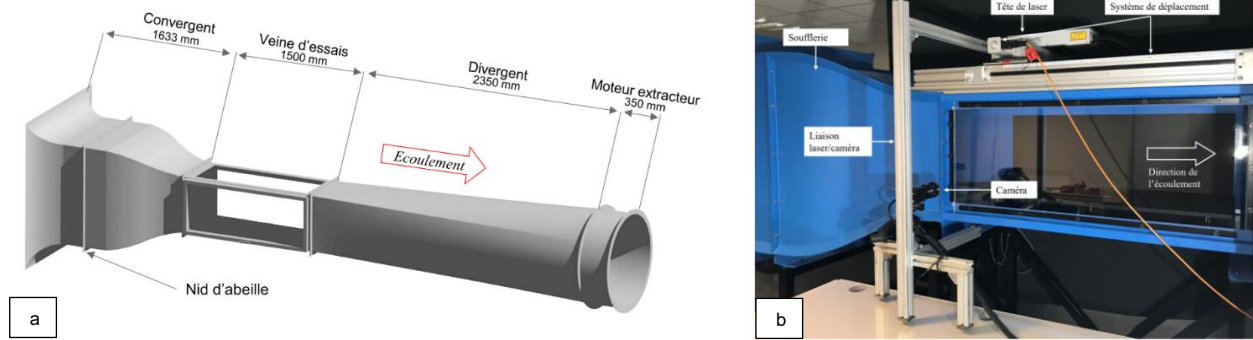 Convergent
1633 mm
Veine d'essais
1500 mm
Divergent
2350 mm
Moteur extracteur
350 mm
Ecoulement
Nid d'abeille
a
Tête de laser
Système de déplacement
Soufflerie
Liaison
laser/caméra
Caméra
Direction de
l'écoulement
b